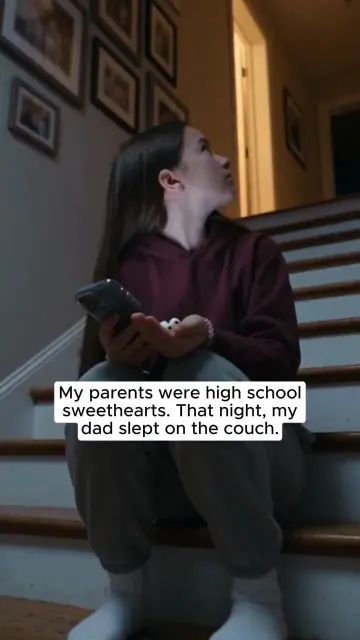 My parents were high school
sweethearts. That night, my
dad slept on the couch.